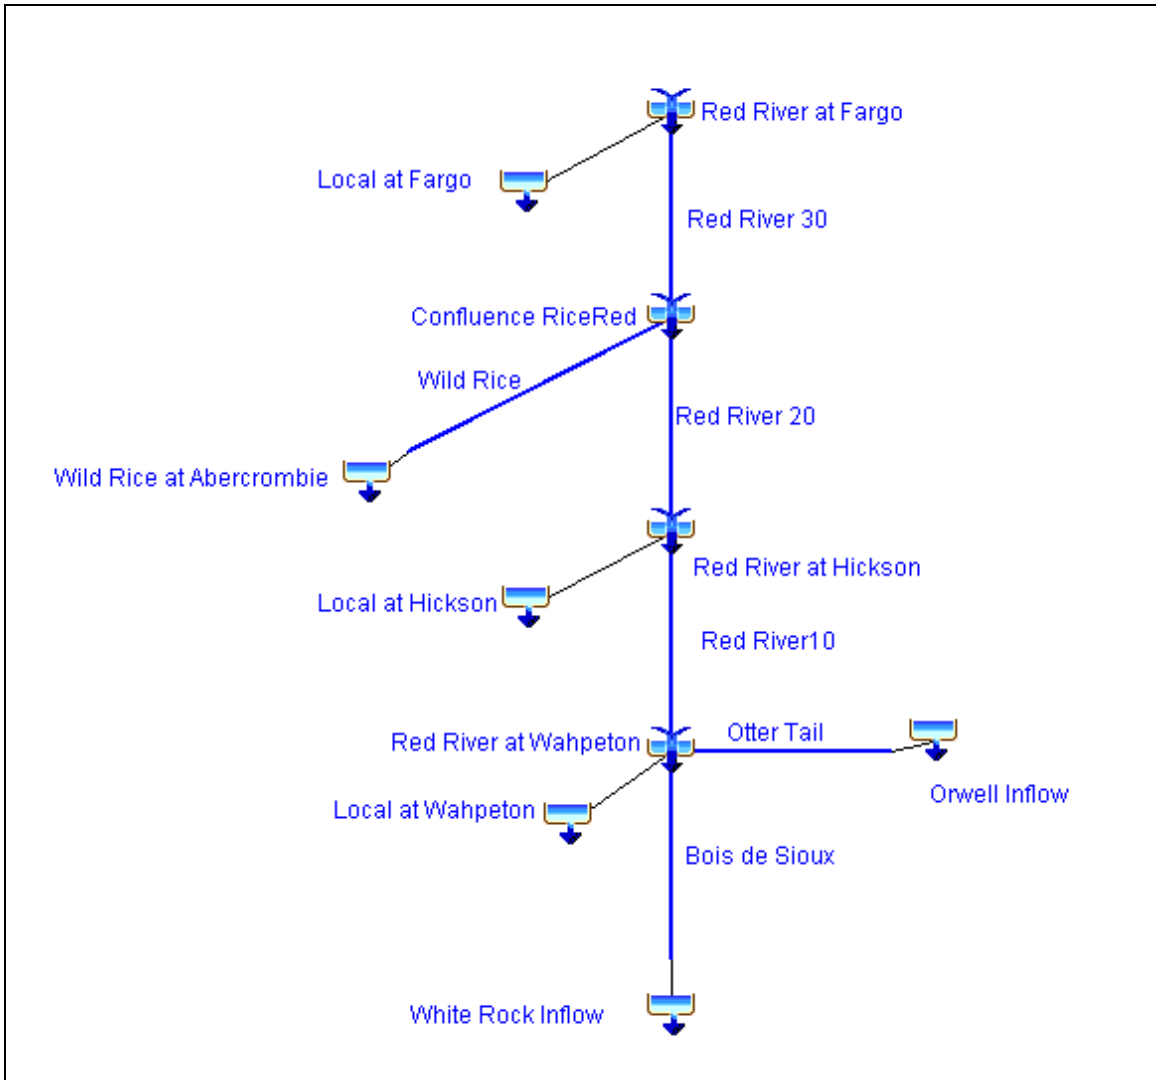 Red River at Fargo
Local at Fargo
Red River 30
Confluence RiceRed
Wild Rice
Red River 20
Wild Rice at Abercrombie
Red River at Hickson
Local at Hickson
Red River10
Otter Tail
Red River at Wahpeton
Orwell Inflow
Local at Wahpeton
Bois de Sioux
White Rock Inflow